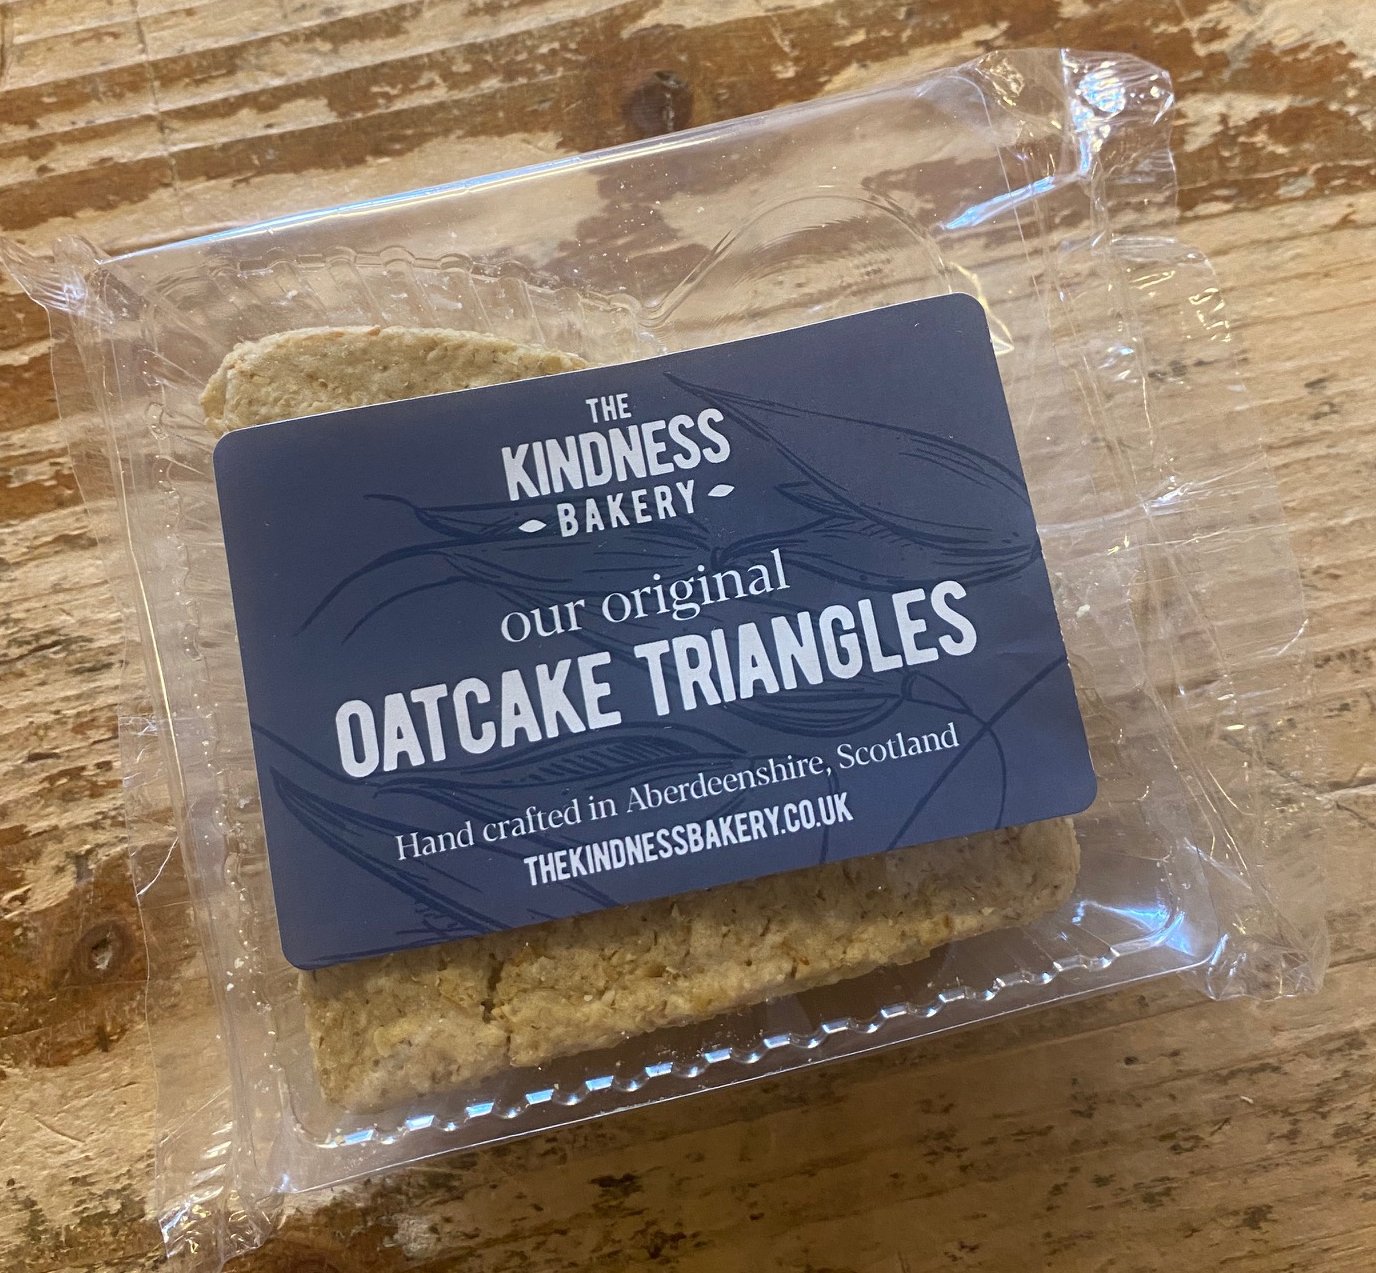 THE
KINDNESS
BAKERY
our original
OATCAKE TRIANGLES
Hand crafted in Aberdeenshire, Scotland
THEKINDNESSBAKERY.CO.UK